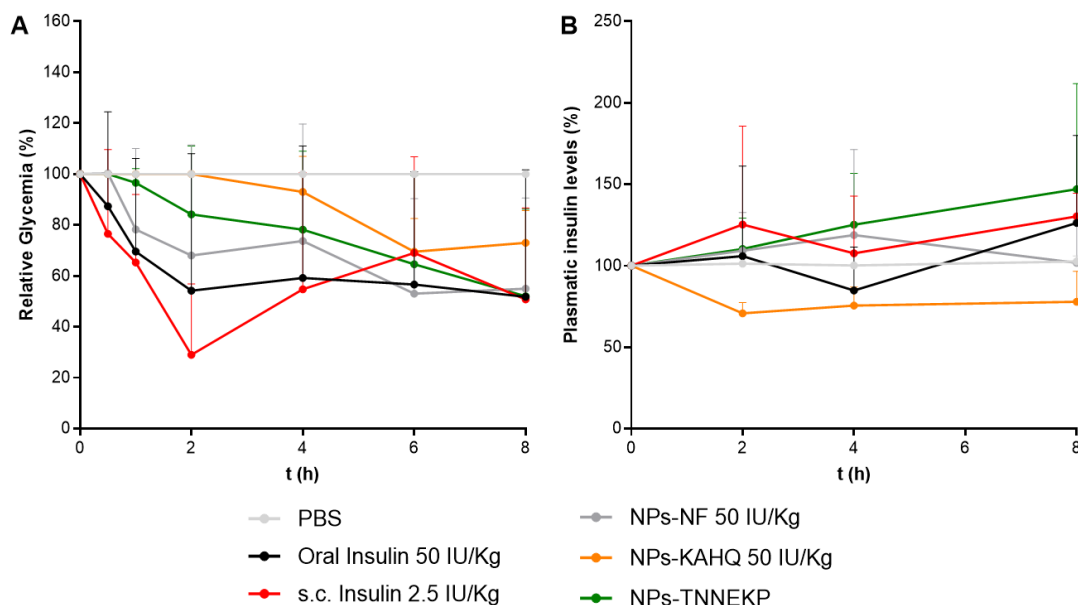 A
Relative Glycemia (%)
160
140
120
100
80
60
40
20
0
0 2 4 6 8
t (h)
B
Plasmatic insulin levels (%)
250
200
150
100
50
0
0 2 4 6 8
t (h)
PBS
Oral Insulin 50 IU/Kg
s.c. Insulin 2.5 IU/Kg
NPs-NF 50 IU/Kg
NPs-KAHQ 50 IU/Kg
NPs-TNNEKP